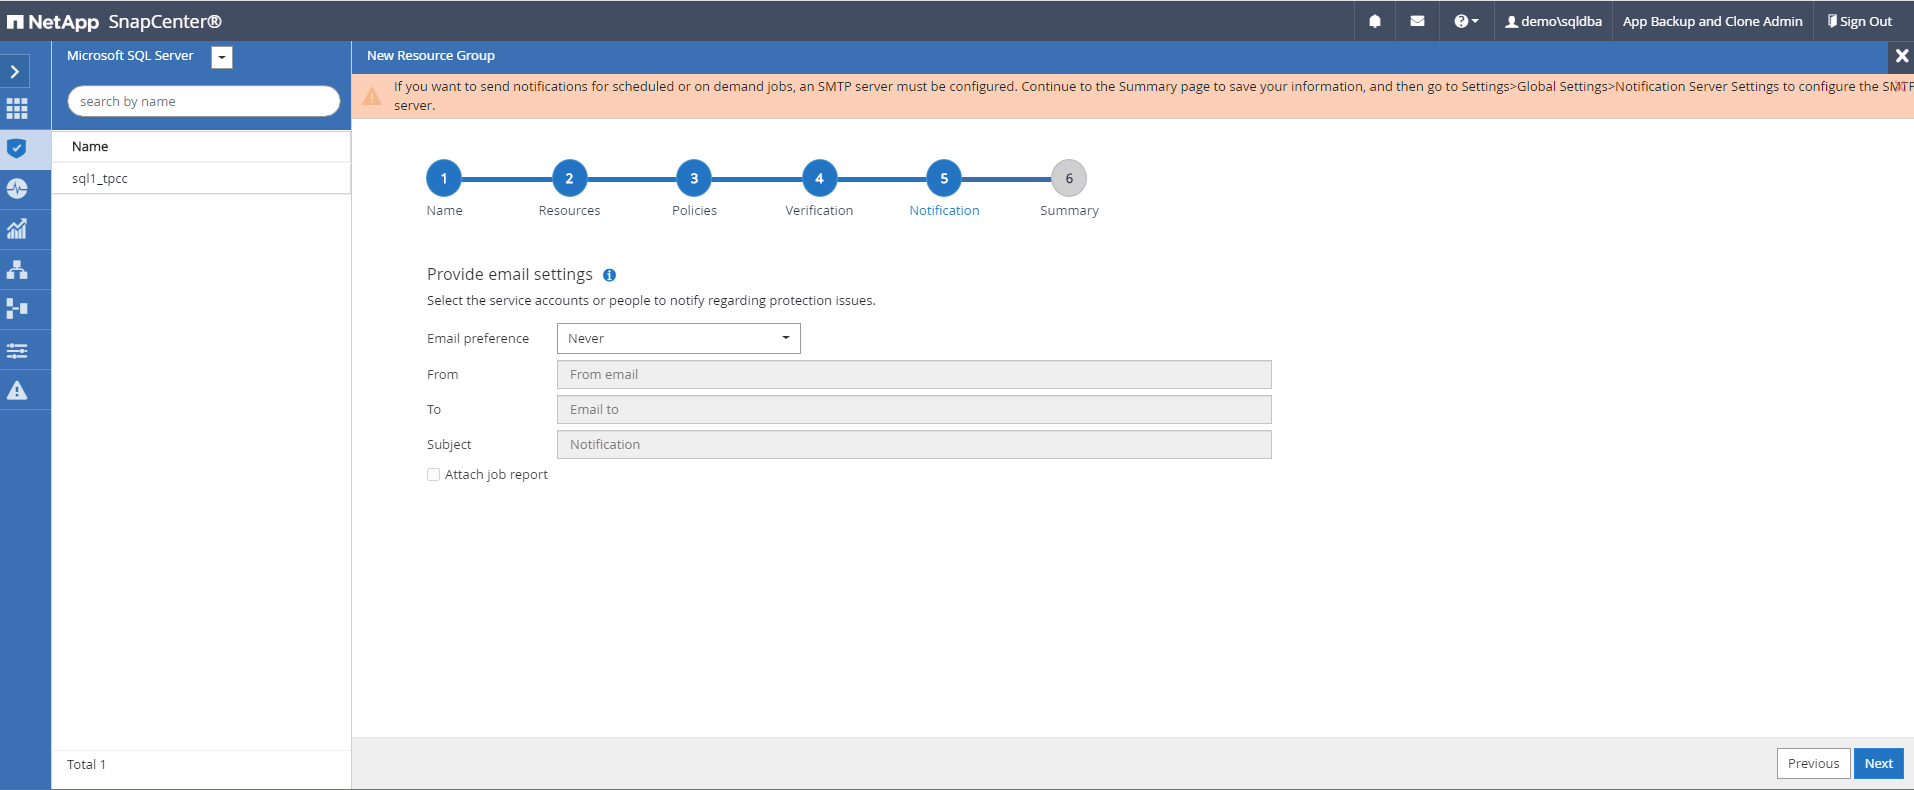 NetApp SnapCenter®
demo\sqldba
App Backup and Clone Admin
Sign Out
Microsoft SQL Server
search by name
Name
sql1_tpcc
Total 1
New Resource Group
If you want to send notifications for scheduled or on demand jobs, an SMTP server must be configured. Continue to the Summary page to save your information, and then go to Settings>Global Settings>Notification Server Settings to configure the SMTP
server.
1 2 3 4 5 6
Name Resources Policies Verification Notification Summary
Provide email settings
Select the service accounts or people to notify regarding protection issues.
Email preference Never
From From email
To Email to
Subject Notification
Attach job report
Previous Next